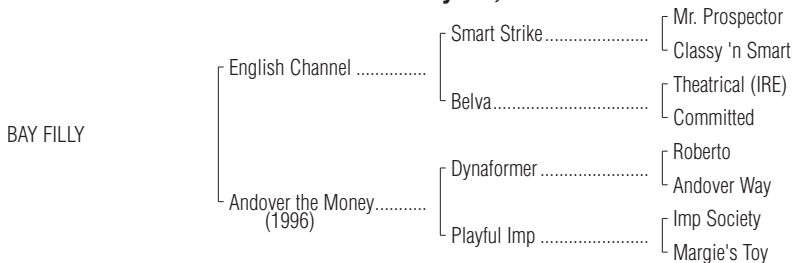 Mr. Prospector
Smart Strike.......................
Classy 'n Smart
English Channel ...............
Theatrical (IRE)
Belva..................................
Committed
BAY FILLY
Roberto
Dynaformer .......................
Andover Way
Andover the Money...........
(1996)
Imp Society
Playful Imp .......................
Margie's Toy